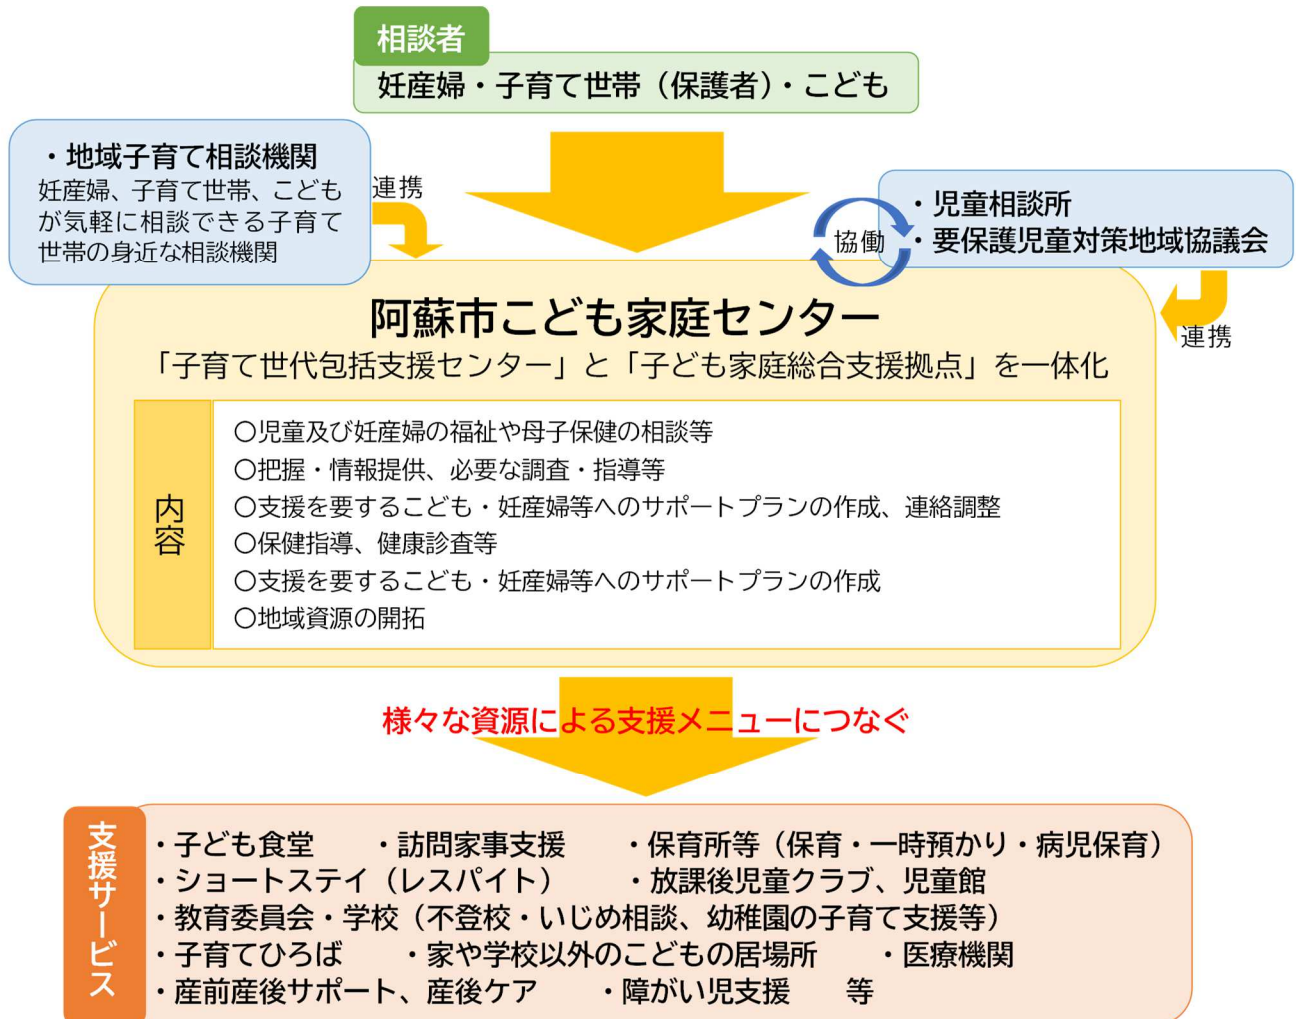 相談者
妊産婦・子育て世帯（保護者）・こども
・地域子育て相談機関
妊産婦、子育て世帯、こども
が気軽に相談できる子育て
世帯の身近な相談機関
連携
・児童相談所
・要保護児童対策地域協議会
協働
連携
阿蘇市こども家庭センター
「子育て世代包括支援センター」と「子ども家庭総合支援拠点」を一体化
内容
〇児童及び妊産婦の福祉や母子保健の相談等
〇把握・情報提供、必要な調査・指導等
〇支援を要するこども・妊産婦等へのサポートプランの作成、連絡調整
〇保健指導、健康診査等
〇支援を要するこども・妊産婦等へのサポートプランの作成
〇地域資源の開拓
様々な資源による支援メニューにつなぐ
支援サービス
・子ども食堂　・訪問家事支援　・保育所等（保育・一時預かり・病児保育）
・ショートステイ（レスパイト）　・放課後児童クラブ、児童館
・教育委員会・学校（不登校・いじめ相談、幼稚園の子育て支援等）
・子育てひろば　・家や学校以外のこどもの居場所　・医療機関
・産前産後サポート、産後ケア　・障がい児支援　等